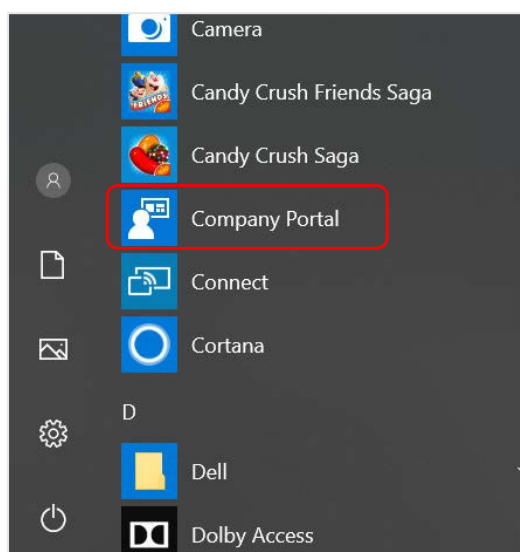 Camera
Candy Crush Friends Saga
Candy Crush Saga
Company Portal
Connect
Cortana
D
Dell
Dolby Access